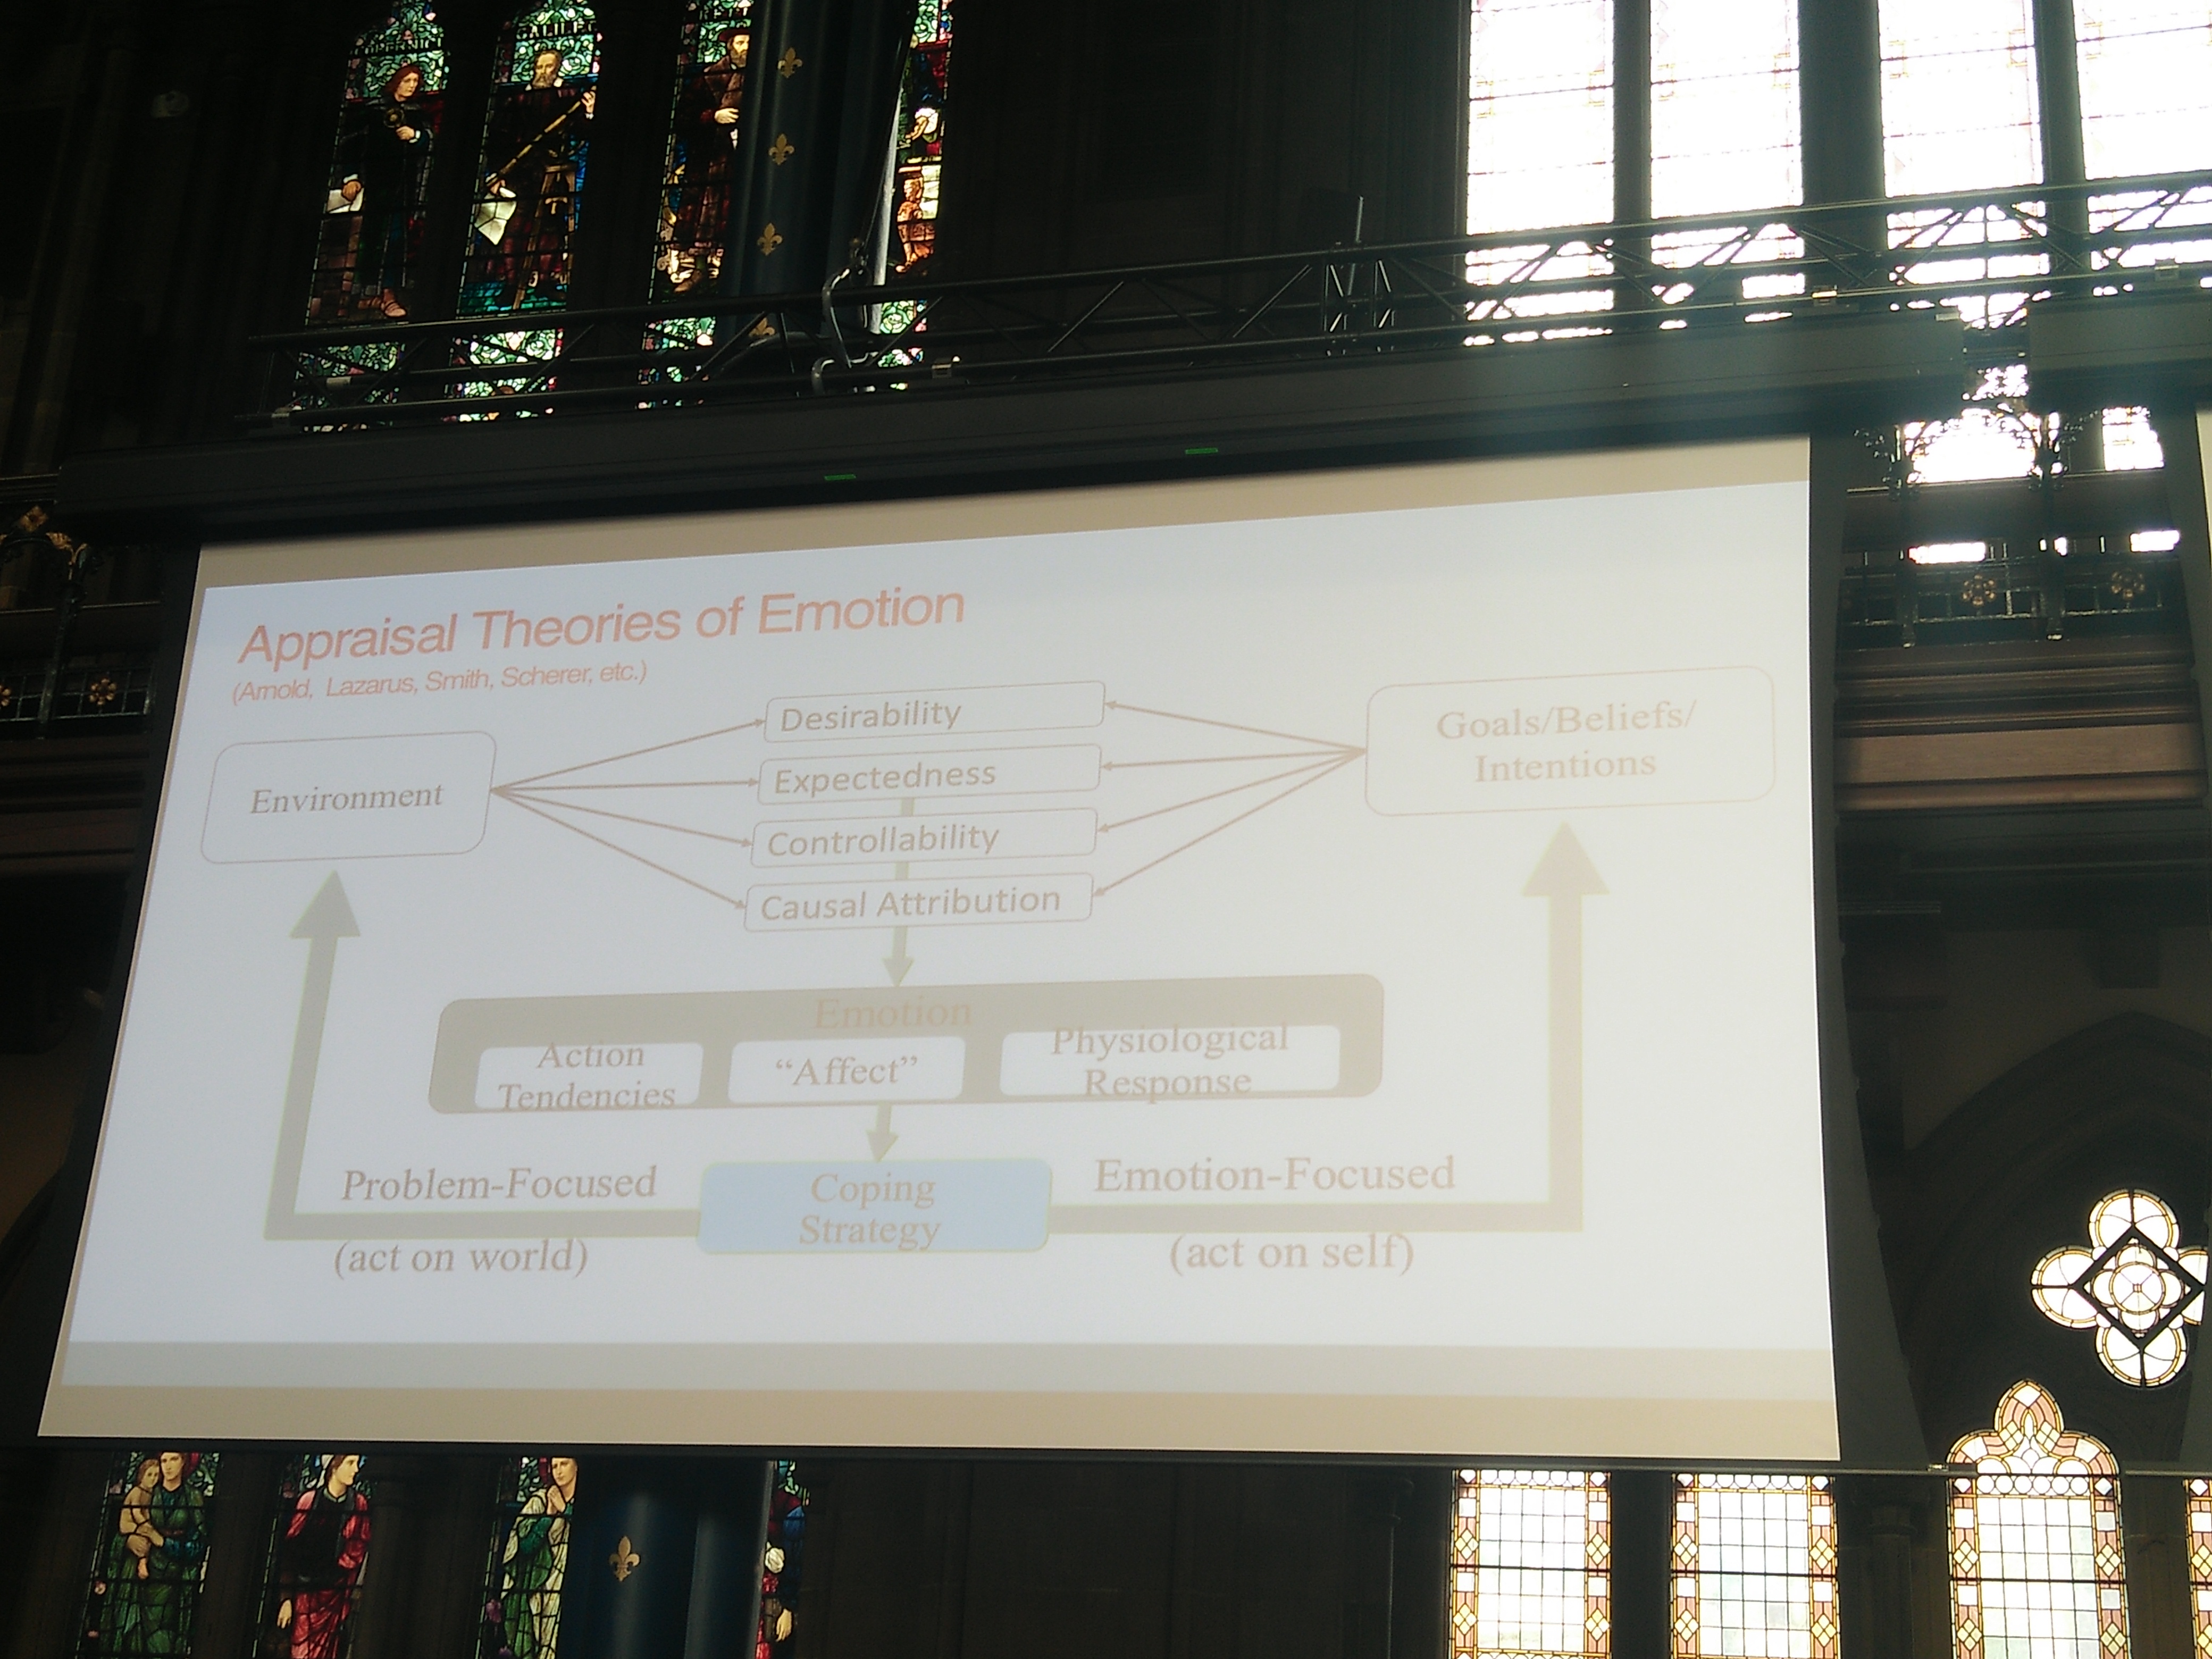 GALILEO
Appraisal Theories of Emotion
(Arnold, Lazarus, Smith, Scherer, etc.)
Environment
Desirability
Expectedness
Controllability
Causal Attribution
Goals/Beliefs/
Intentions
Emotion
Action
Tendencies
“Affect”
Physiological
Response
Problem-Focused
(act on world)
Coping
Strategy
Emotion-Focused
(act on self)